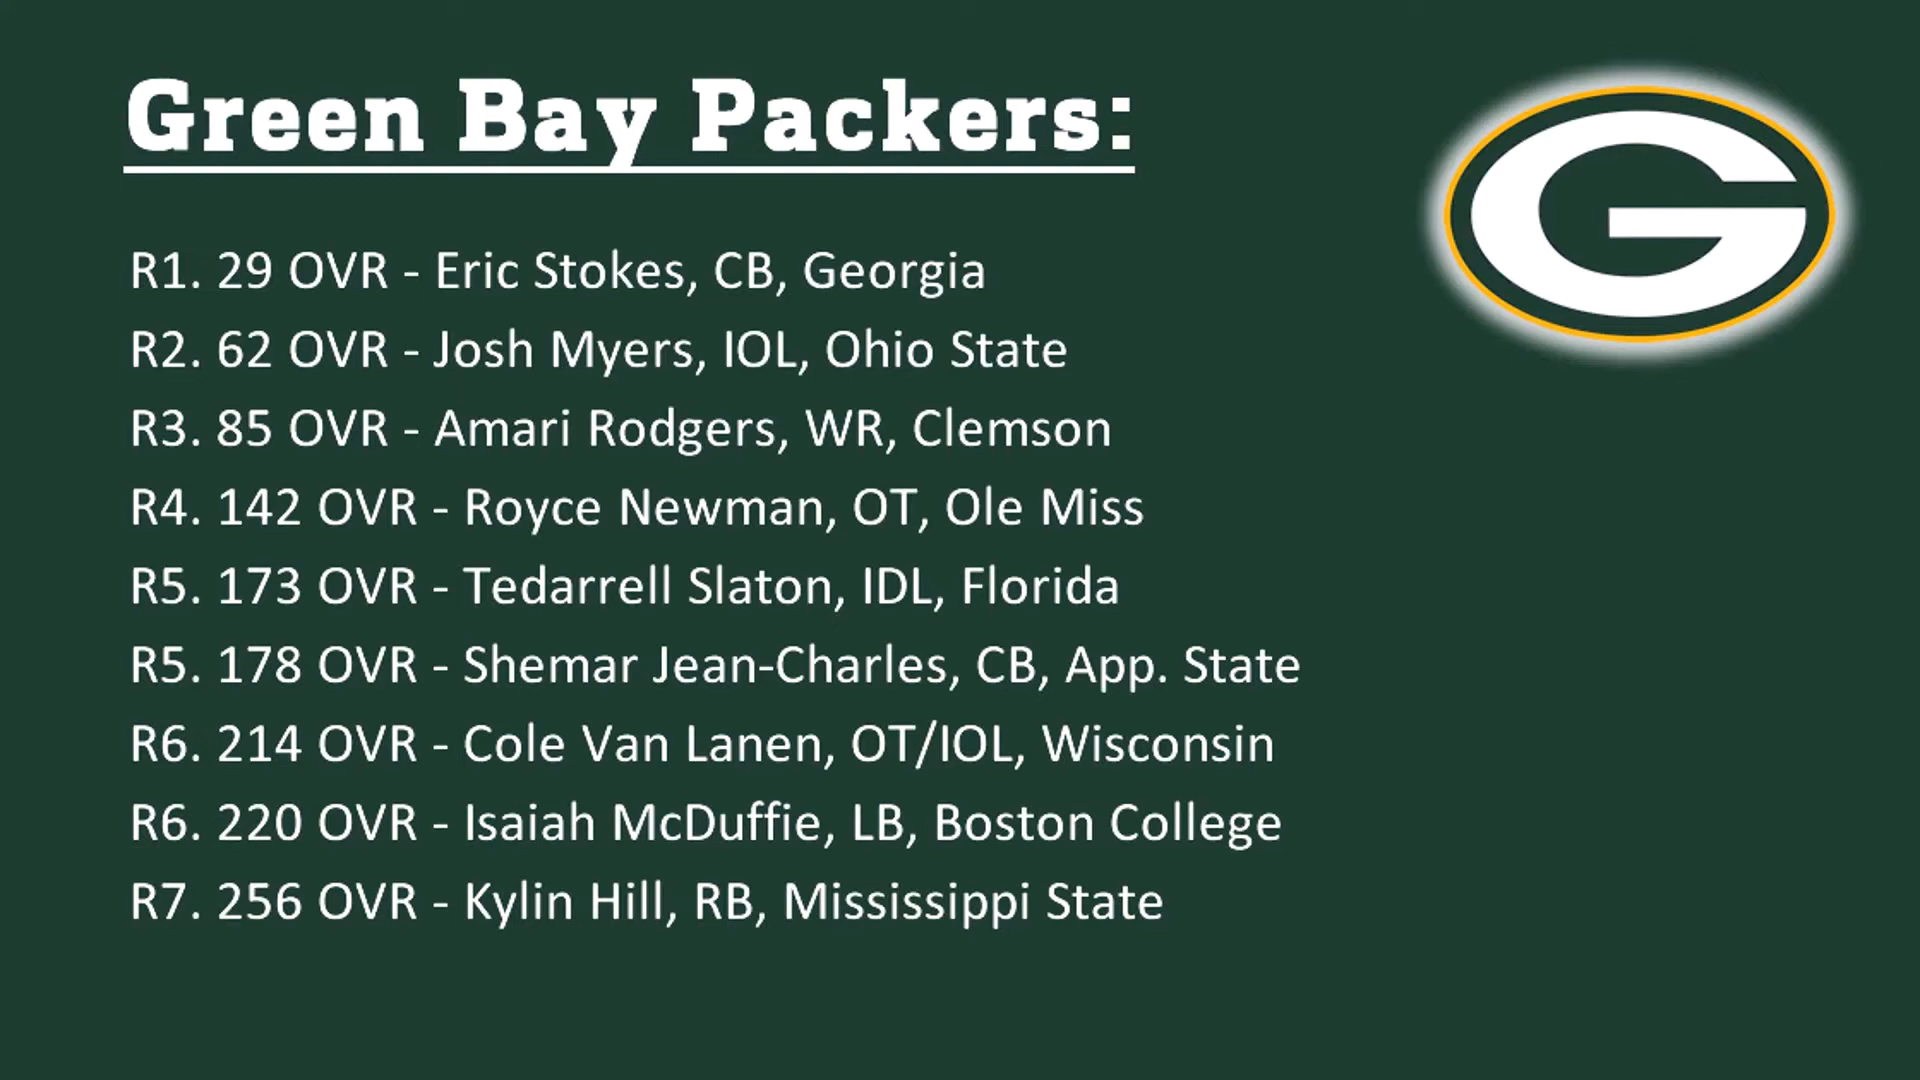 Green Bay Packers:
G
R1. 29 OVR - Eric Stokes, CB, Georgia
R2. 62 OVR - Josh Myers, IOL, Ohio State
R3. 85 OVR - Amari Rodgers, WR, Clemson
R4. 142 OVR - Royce Newman, OT, Ole Miss
R5. 173 OVR - Tedarrell Slaton, IDL, Florida
R5. 178 OVR - Shemar Jean-Charles, CB, App. State
R6. 214 OVR - Cole Van Lanen, OT/IOL, Wisconsin
R6. 220 OVR - Isaiah McDuffie, LB, Boston College
R7. 256 OVR - Kylin Hill, RB, Mississippi State